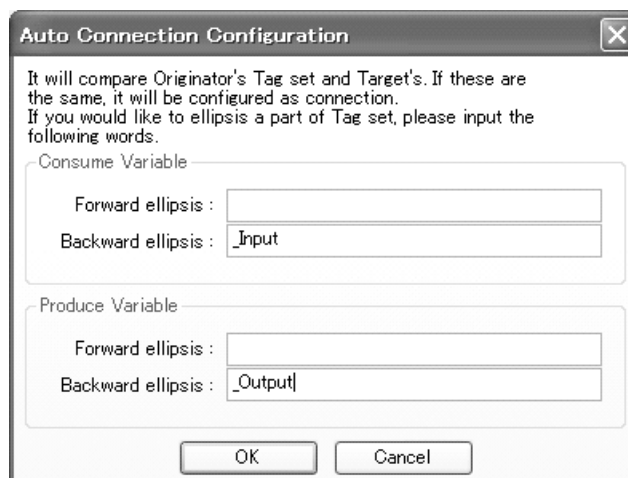 Auto Connection Configuration
It will compare Originator's Tag set and Target's. If these are
the same, it will be configured as connection.
If you would like to ellipsis a part of Tag set, please input the
following words.
Consume Variable
Forward ellipsis :
Backward ellipsis : _Input
Produce Variable
Forward ellipsis :
Backward ellipsis : _Output
OK Cancel